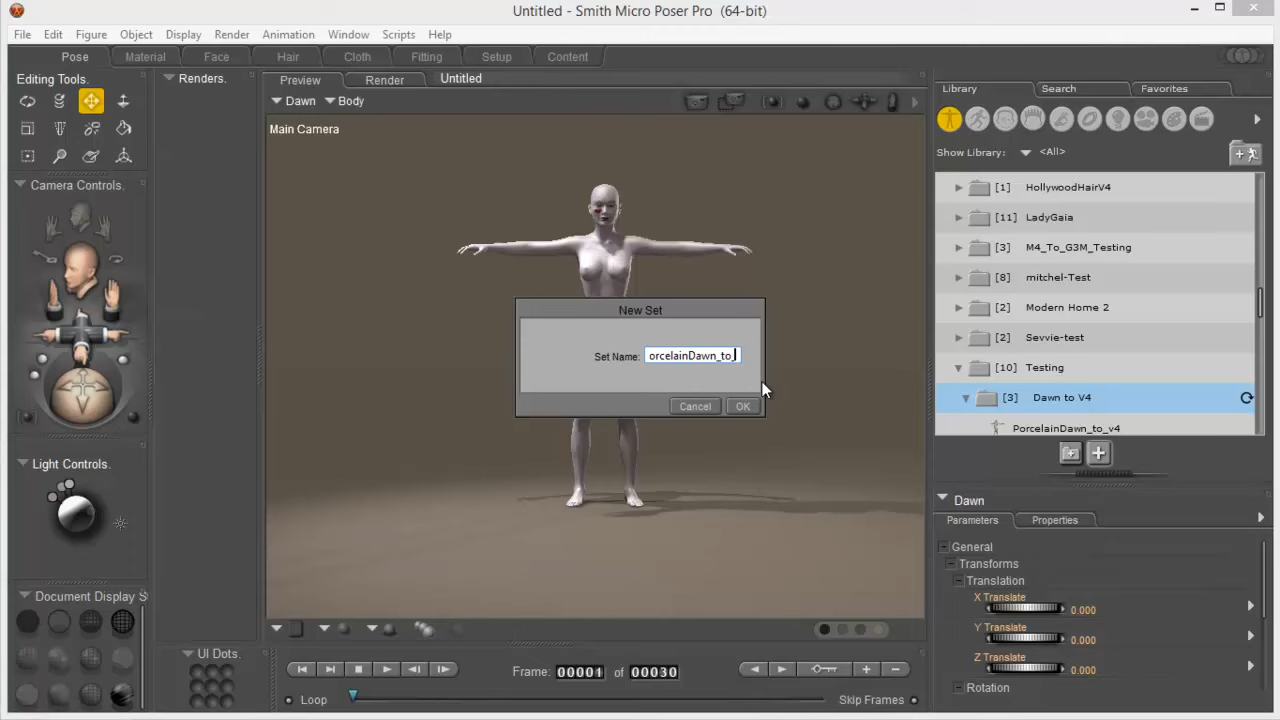 Untitled - Smith Micro Poser Pro (64-bit)
File Edit Figure Object Display Render Animation Window Scripts Help
Pose Material Face Hair Cloth Fitting Setup Content
Editing Tools.
Renders.
Preview Render Untitled
Dawn Body
Main Camera
Camera Controls.
Light Controls.
Document Display S
UI Dots.
New Set
Set Name: orcelainDawn_to_
Cancel OK
Frame: 00001 of 00030
Loop Skip Frames
Library Search Favorites
Show Library: <All>
[1] HollywoodHairV4
[11] LadyGaia
[3] M4_To_G3M_Testing
[8] mitchel-Test
[2] Modern Home 2
[2] Sevvie-test
[10] Testing
[3] Dawn to V4
PorcelainDawn_to_v4
Dawn
Parameters Properties
General
Transforms
Translation
X Translate
0.000
Y Translate
0.000
Z Translate
0.000
Rotation